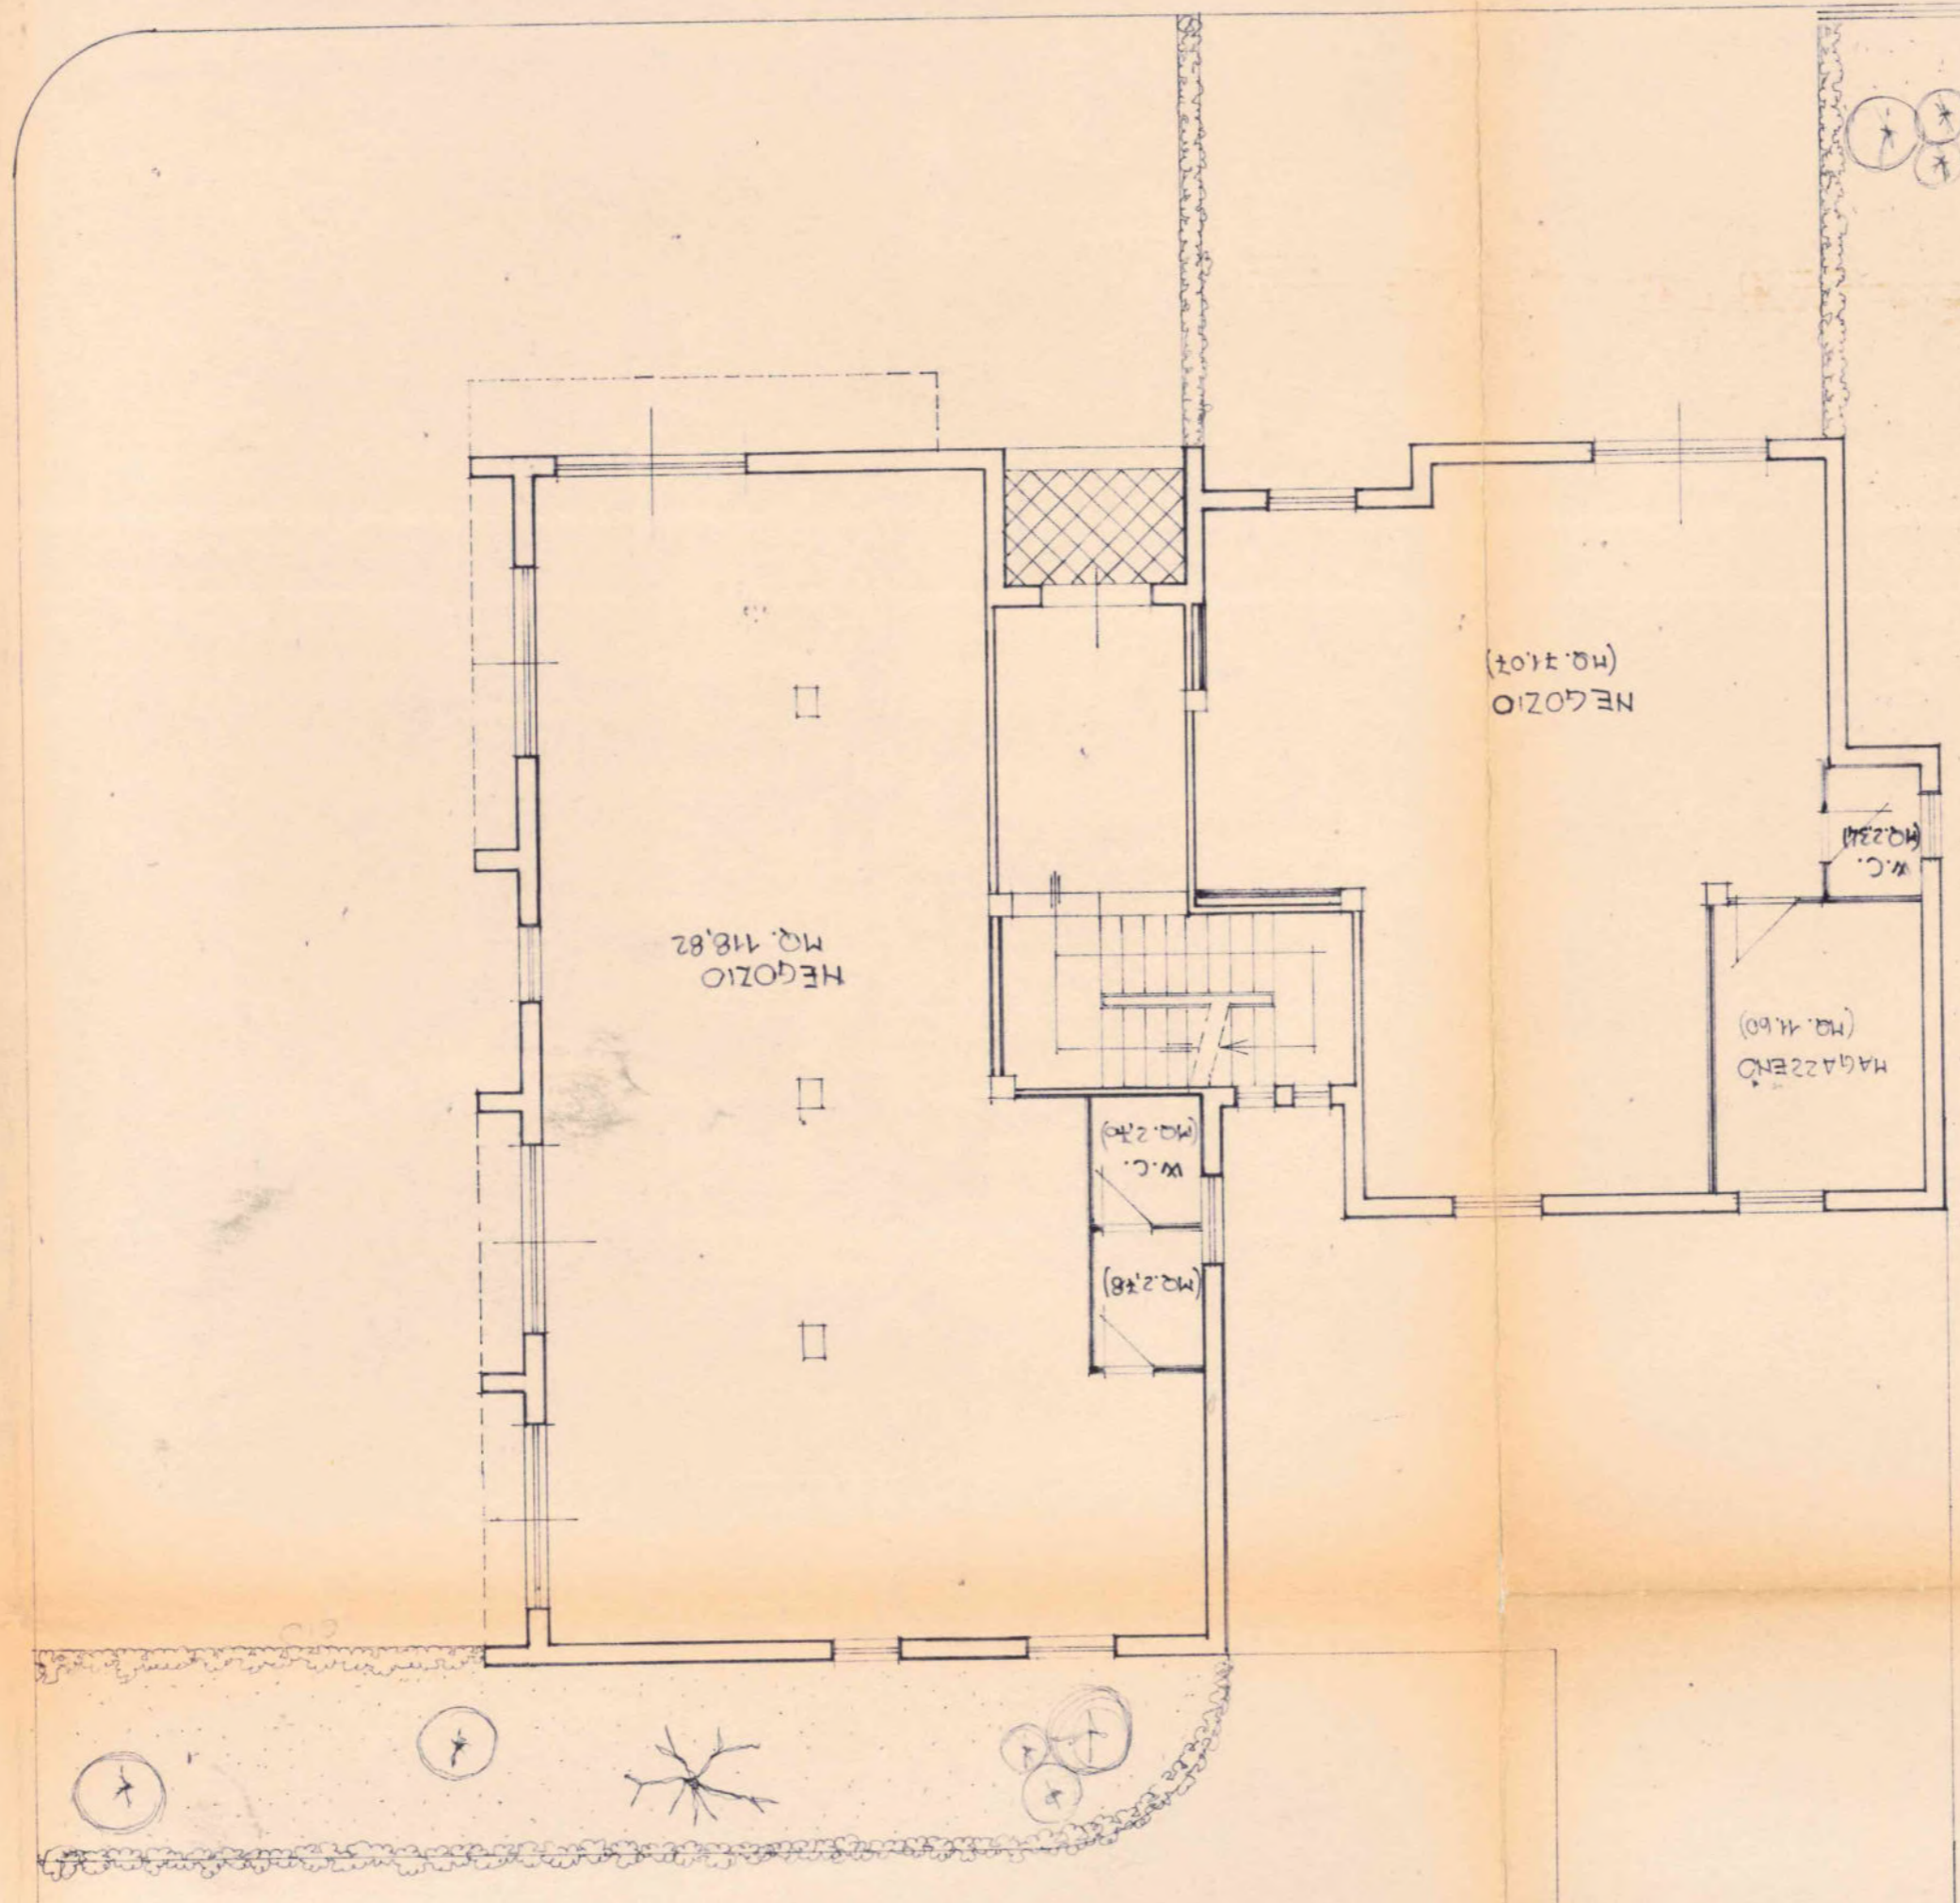 (MQ.2,78)
W.C.
(MQ.2,70)
MAGAZZENO
(MQ. 11,60)
NEGOZIO
MQ. 118,82
W.C.
(MQ.2,34)
NEGOZIO
(MQ. 71,07)